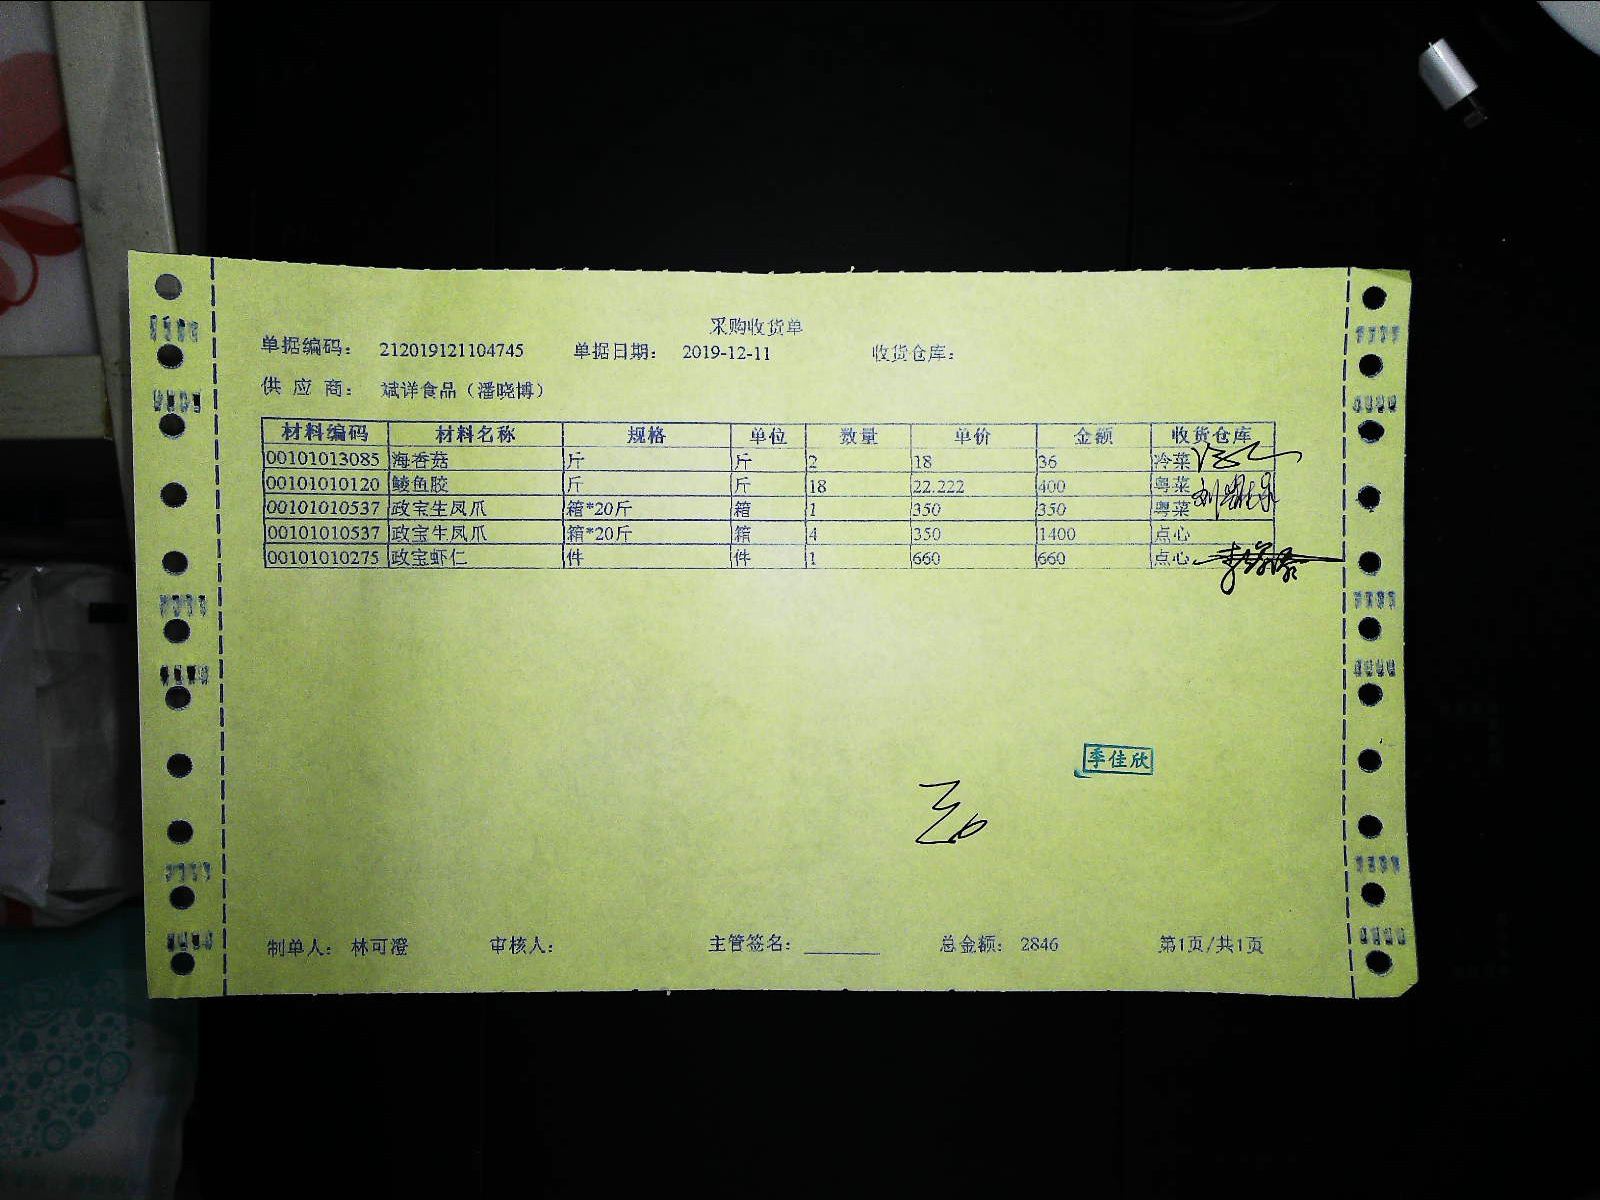 采购收货单
单据编码： 212019121104745 单据日期： 2019-12-11 收货仓库：
供 应 商： 斌详食品（潘晓博）
材料编码 材料名称 规格 单位 数量 单价 金额 收货仓库
00101013085 海香菇 斤 斤 2 18 36 冷菜
00101010120 鲮鱼胶 斤 斤 18 22.222 400 粤菜
00101010537 政宝生凤爪 箱*20斤 箱 1 350 350 粤菜
00101010537 政宝生凤爪 箱*20斤 箱 4 350 1400 点心
00101010275 政宝虾仁 件 件 1 660 660 点心
季佳欣
制单人： 林可澄 审核人： 主管签名： 总金额： 2846 第1页/共1页